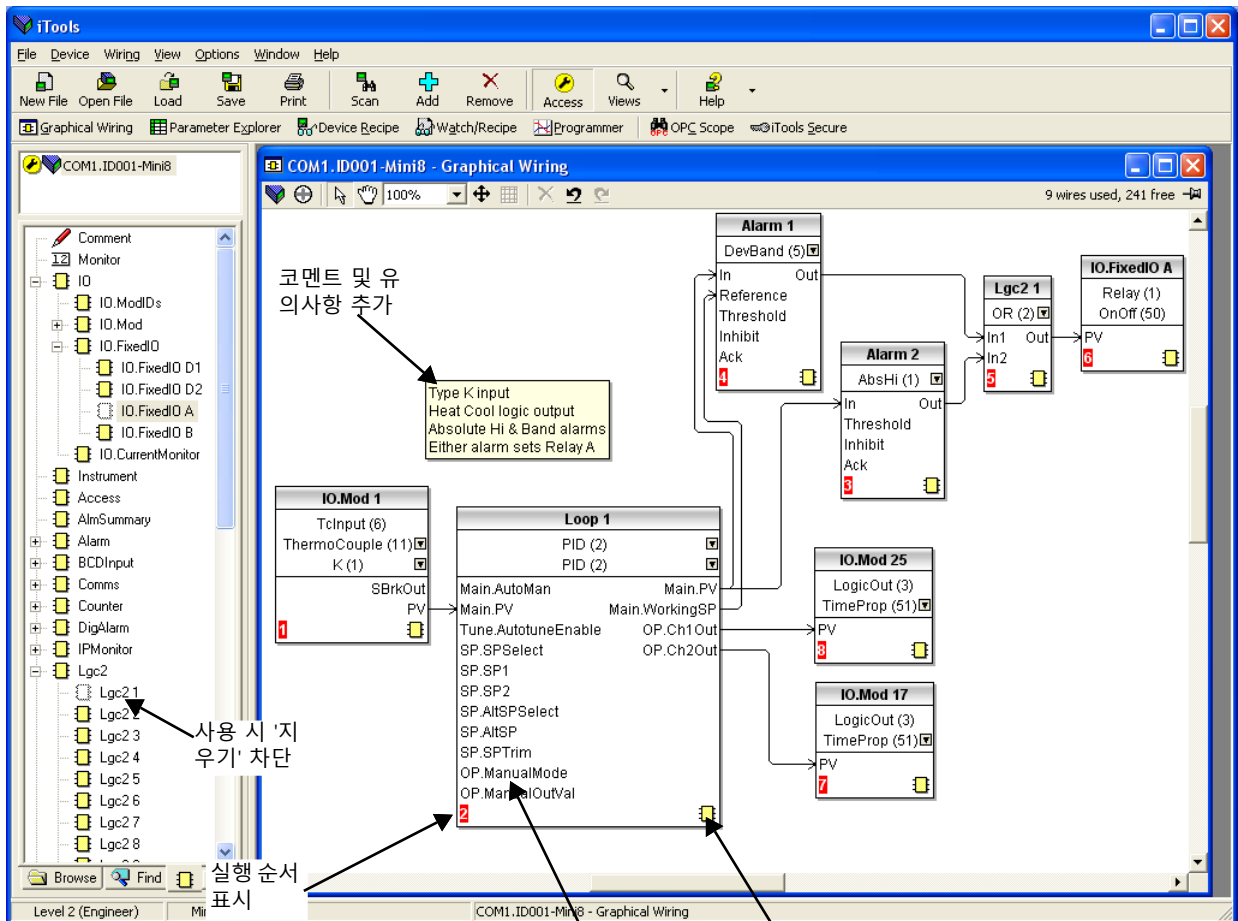 iTools
File Device Wiring View Options Window Help
New File Open File Load Save Print Scan Add Remove Access Views Help
Graphical Wiring Parameter Explorer Device Recipe Watch/Recipe Programmer OPC Scope iTools Secure
COM1.ID001-Mini8
Comment
12 Monitor
IO
IO.ModIDs
IO.Mod
IO.FixedIO
IO.FixedIO D1
IO.FixedIO D2
IO.FixedIO A
IO.FixedIO B
IO.CurrentMonitor
Instrument
Access
AlmSummary
Alarm
BCDInput
Comms
Counter
DigAlarm
IPMonitor
Lgc2
Lgc2 1
Lgc2 2
Lgc2 3
Lgc2 4
Lgc2 5
Lgc2 6
Lgc2 7
Lgc2 8
Browse Find
Level 2 (Engineer)
COM1.ID001-Mini8 - Graphical Wiring
100%
9 wires used, 241 free
코멘트 및 유
의사항 추가
Type K input
Heat Cool logic output
Absolute Hi & Band alarms
Either alarm sets Relay A
Alarm 1
DevBand (5)
In Out
Reference
Threshold
Inhibit
Ack
4
Alarm 2
AbsHi (1)
In Out
Threshold
Inhibit
Ack
3
Lgc2 1
OR (2)
In1 Out
In2
5
IO.FixedIO A
Relay (1)
OnOff (50)
PV
6
IO.Mod 1
TcInput (6)
ThermoCouple (11)
K (1)
SBrkOut
PV
1
Loop 1
PID (2)
PID (2)
Main.AutoMan Main.PV
Main.PV Main.WorkingSP
Tune.AutotuneEnable OP.Ch1Out
SP.SPSelect OP.Ch2Out
SP.SP1
SP.SP2
SP.AltSPSelect
SP.AltSP
SP.SPTrim
OP.ManualMode
OP.ManualOutVal
2
IO.Mod 25
LogicOut (3)
TimeProp (51)
PV
8
IO.Mod 17
LogicOut (3)
TimeProp (51)
PV
7
사용 시 '지
우기' 차단
실행 순서
표시
COM1.ID001-Mini8 - Graphical Wiring